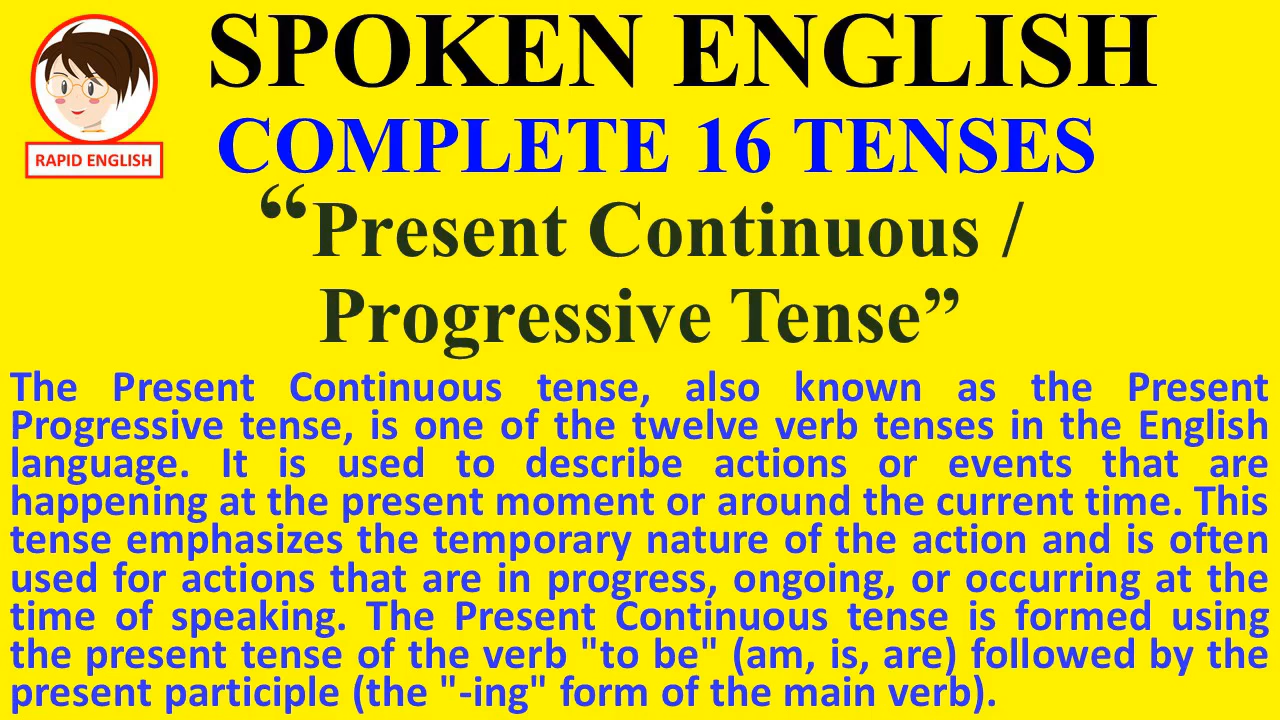 SPOKEN ENGLISH
RAPID ENGLISH
COMPLETE 16 TENSES
“Present Continuous /
Progressive Tense”
The Present Continuous tense, also known as the Present
Progressive tense, is one of the twelve verb tenses in the English
language. It is used to describe actions or events that are
happening at the present moment or around the current time. This
tense emphasizes the temporary nature of the action and is often
used for actions that are in progress, ongoing, or occurring at the
time of speaking. The Present Continuous tense is formed using
the present tense of the verb "to be" (am, is, are) followed by the
present participle (the "-ing" form of the main verb).